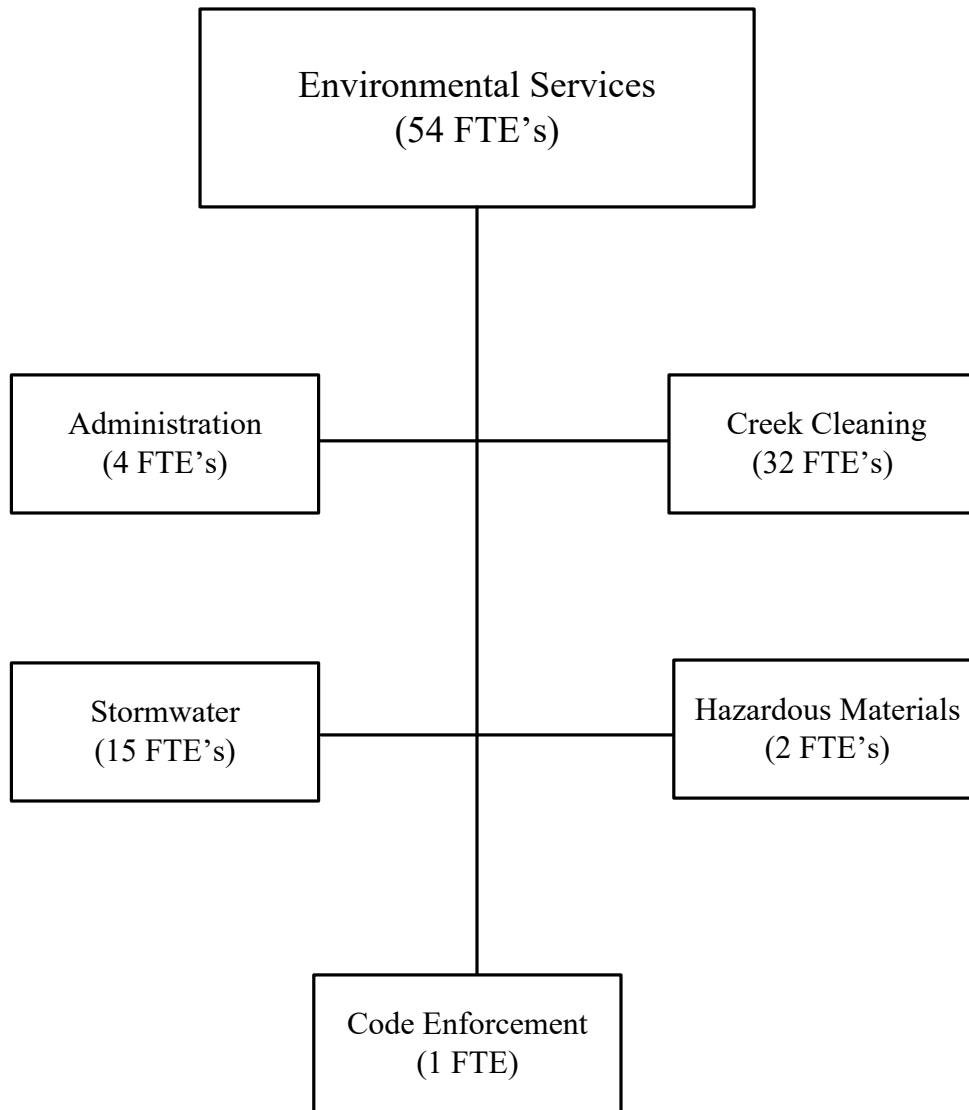 Environmental Services
(54 FTE’s)
Administration
(4 FTE’s)
Creek Cleaning
(32 FTE’s)
Stormwater
(15 FTE’s)
Hazardous Materials
(2 FTE’s)
Code Enforcement
(1 FTE)